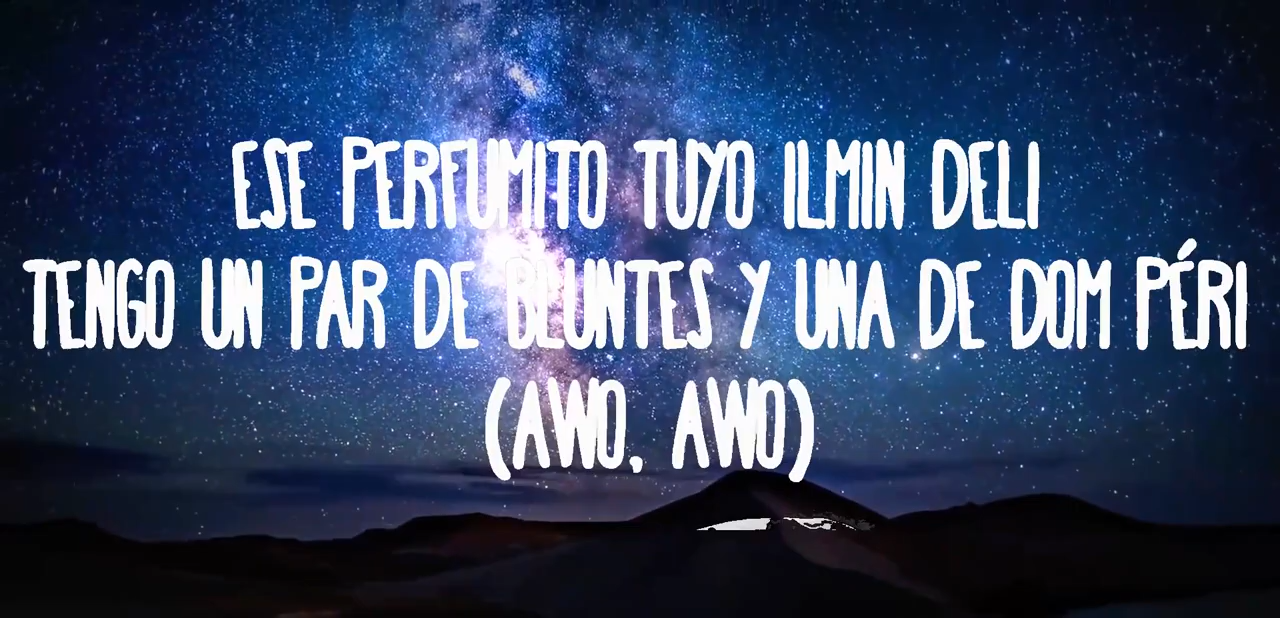 ESE PERFUMITO TUYO ILMIN DELI
TENGO UN PAR DE BLUNTES Y UNA DE DOM PÉRI
(AWO, AWO)